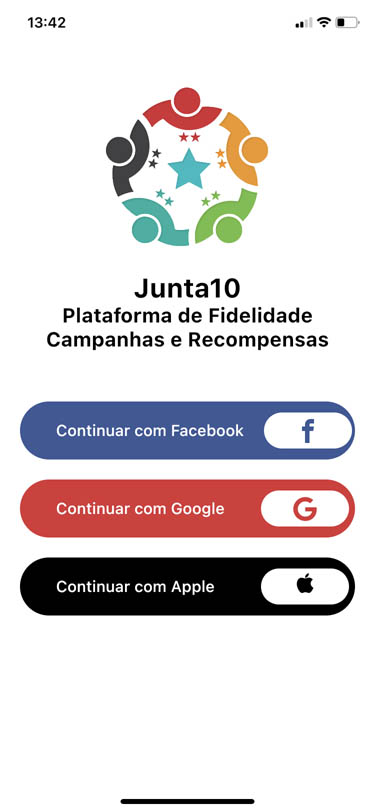 13:42
Junta10
Plataforma de Fidelidade
Campanhas e Recompensas
Continuar com Facebook
Continuar com Google
Continuar com Apple